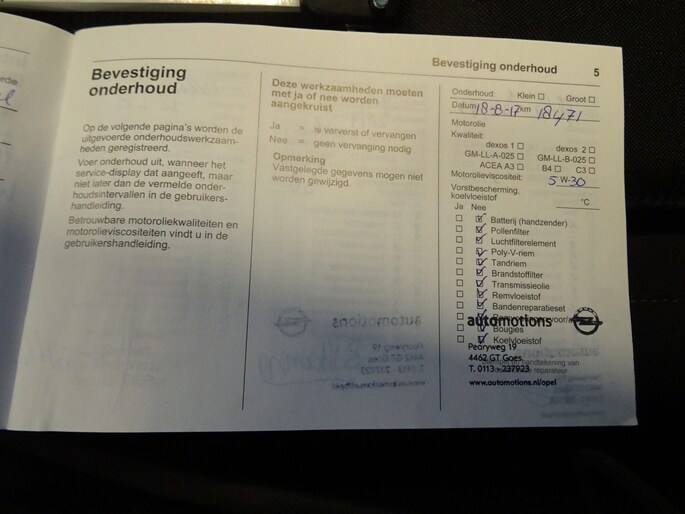 Bevestiging onderhoud 5
Bevestiging
onderhoud
Op de volgende pagina's worden de
uitgevoerde onderhoudswerkzaam-
heden geregistreerd.
Voer onderhoud uit, wanneer het
service-display dat aangeeft, maar
niet later dan de vermelde onder-
houdsintervallen in de gebruikers-
handleiding.
Betrouwbare motoroliekwaliteiten en
motorolieviscositeiten vindt u in de
gebruikershandleiding.
Deze werkzaamheden moeten
met ja of nee worden
aangekruist
Ja = is ververst of vervangen
Nee = geen vervanging nodig
Opmerking
Vastgelegde gegevens mogen niet
worden gewijzigd.
Onderhoud: Klein ☐ Groot ☐
Datum 18-8-17 km 18471
Motorolie
Kwaliteit:
dexos 1 ☐ dexos 2 ☐
GM-LL-A-025 ☐ GM-LL-B-025 ☐
ACEA A3 ☐ B4 ☐ C3 ☐
Motorolieviscositeit: 5 W-30
Vorstbescherming.
koelvloeistof °C
Ja Nee
☐ ☑ Batterij (handzender)
☐ ☑ Pollenfilter
☐ ☑ Luchtfilterelement
☐ ☑ Poly-V-riem
☐ ☑ Tandriem
☐ ☑ Brandstoffilter
☐ ☑ Transmissieolie
☐ ☑ Remvloeistof
☐ ☑ Bandenreparatieset
automotions
☐ ☑ Bougies
☐ ☑ Koelvloeistof
Pearyweg 19
4462 GT Goes
T. 0113 - 237923
www.automotions.nl/opel